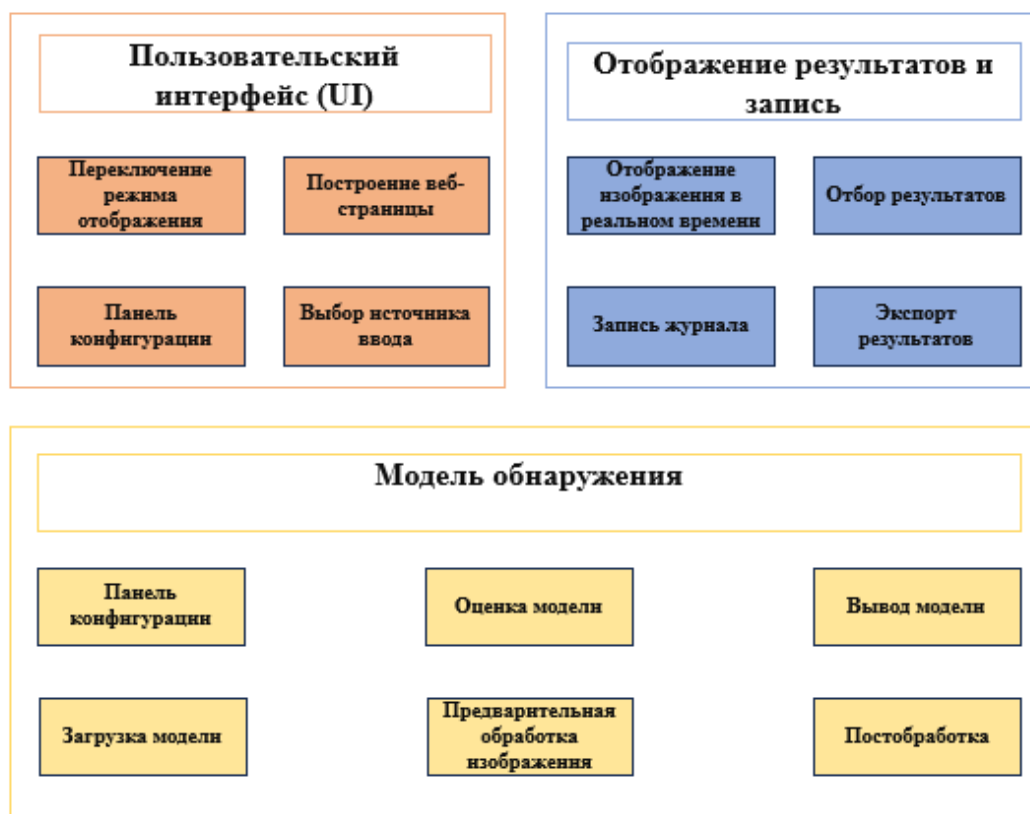 Пользовательский
интерфейс (UI)
Переключение
режима
отображения
Построение веб-
страницы
Панель
конфигурации
Выбор источника
ввода
Отображение результатов и
запись
Отображение
изображения в
реальном времени
Отбор результатов
Запись журнала
Экспорт
результатов
Модель обнаружения
Панель
конфигурации
Оценка модели
Вывод модели
Загрузка модели
Предварительная
обработка
изображения
Постобработка